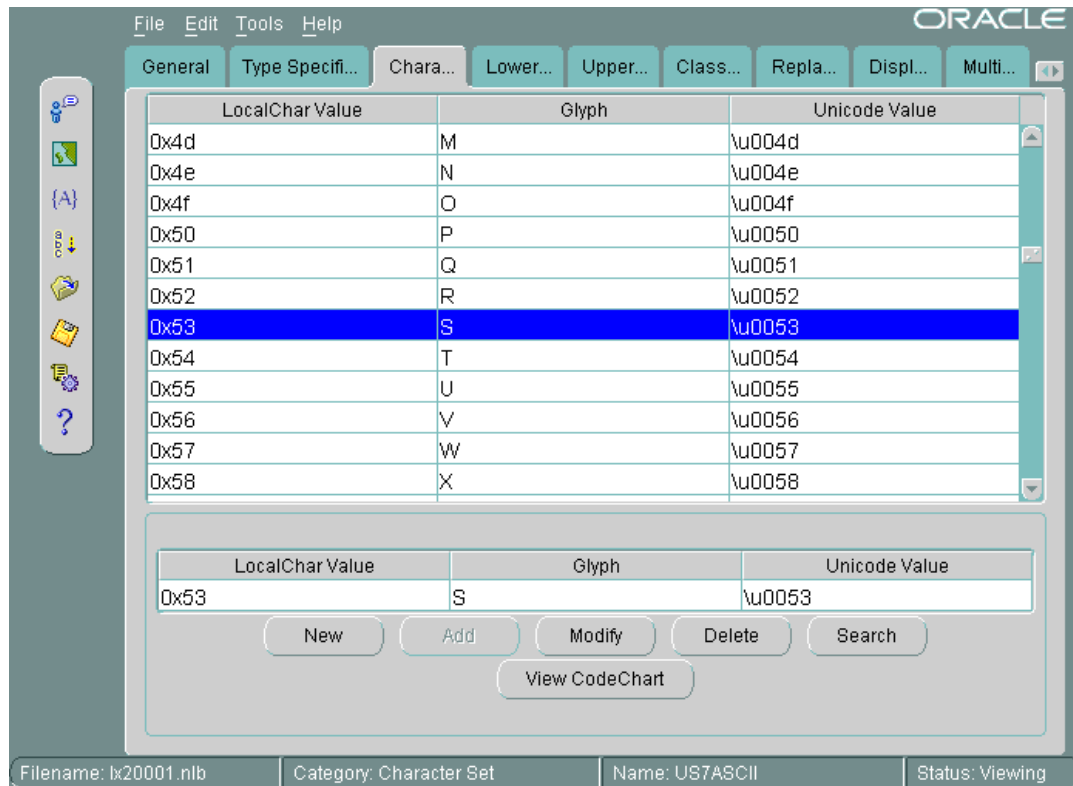 File Edit Tools Help
ORACLE
General Type Specifi... Chara... Lower... Upper... Class... Repla... Displ... Multi...
LocalChar Value Glyph Unicode Value
0x4d M \u004d
0x4e N \u004e
0x4f O \u004f
0x50 P \u0050
0x51 Q \u0051
0x52 R \u0052
0x53 S \u0053
0x54 T \u0054
0x55 U \u0055
0x56 V \u0056
0x57 W \u0057
0x58 X \u0058
{A}
a
b
c
?
LocalChar Value Glyph Unicode Value
0x53 S \u0053
New Add Modify Delete Search
View CodeChart
Filename: lx20001.nlb Category: Character Set Name: US7ASCII Status: Viewing